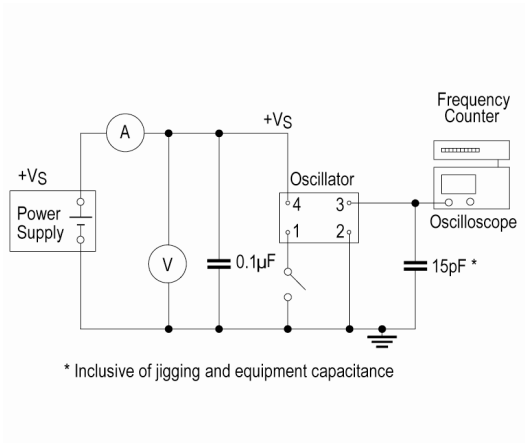 Frequency
Counter
+VS
A
Oscillator
+VS
4
3
Power
Supply
1
2
Oscilloscope
V
0.1µF
15pF *
* Inclusive of jigging and equipment capacitance